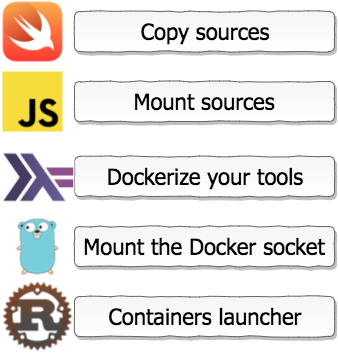 Copy sources
JS
Mount sources
Dockerize your tools
Mount the Docker socket
R
Containers launcher